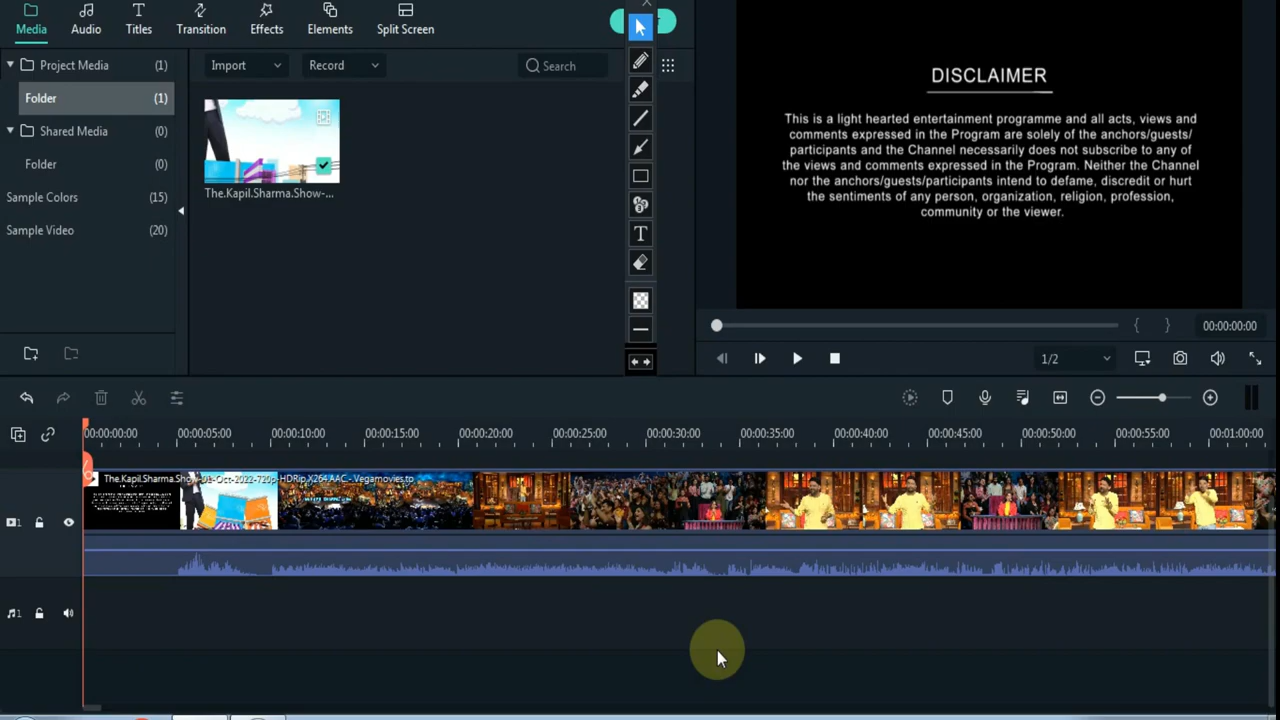 Media
Audio
Titles
Transition
Effects
Elements
Split Screen
Project Media (1)
Folder (1)
Shared Media (0)
Folder (0)
Sample Colors (15)
Sample Video (20)
Import
Record
Search
The.Kapil.Sharma.Show-...
DISCLAIMER
This is a light hearted entertainment programme and all acts, views and
comments expressed in the Program are solely of the anchors/guests/
participants and the Channel necessarily does not subscribe to any of
the views and comments expressed in the Program. Neither the Channel
nor the anchors/guests/participants intend to defame, discredit or hurt
the sentiments of any person, organization, religion, profession,
community or the viewer.
00:00:00:00
1/2
00:00:00:00
00:00:05:00
00:00:10:00
00:00:15:00
00:00:20:00
00:00:25:00
00:00:30:00
00:00:35:00
00:00:40:00
00:00:45:00
00:00:50:00
00:00:55:00
00:01:00:00
The.Kapil.Sharma.Show-02-Oct-2022-720p-HDRip.X264.AAC - Vegamovies.to
1
1